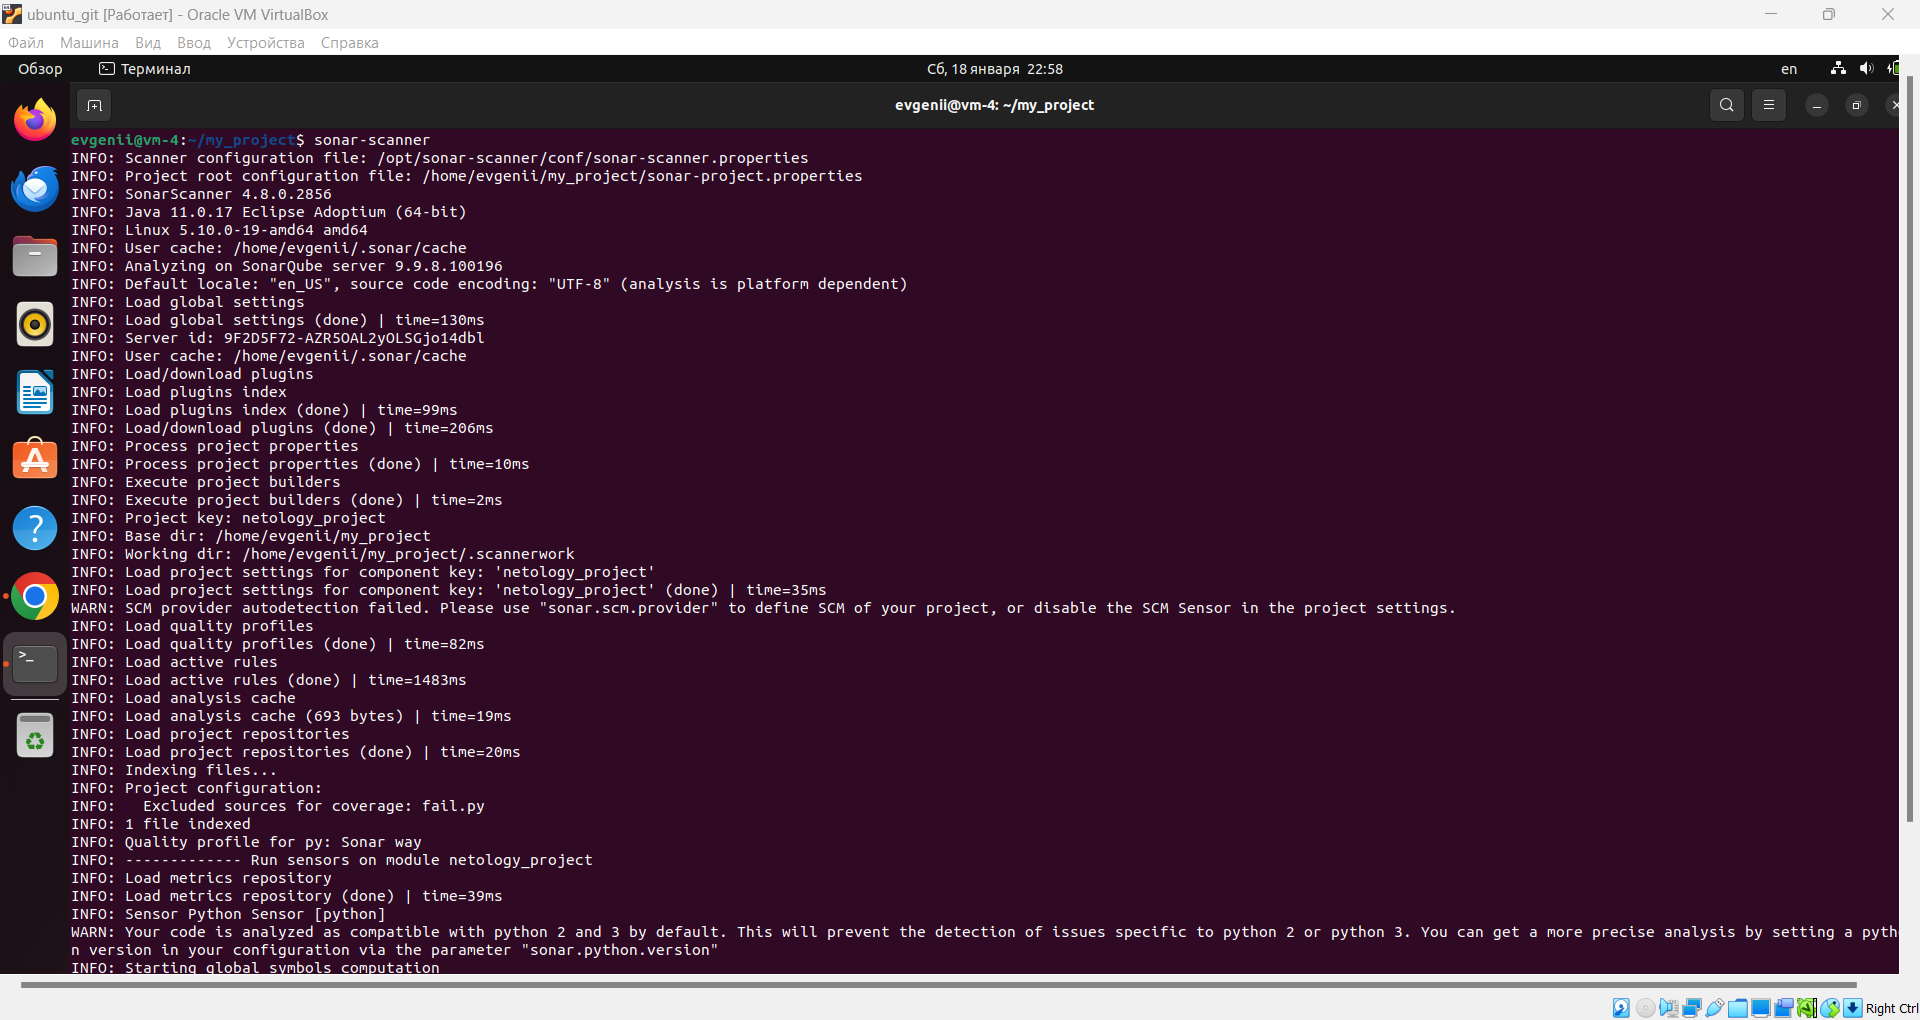 ubuntu_git [Работает] - Oracle VM VirtualBox
Файл Машина Вид Ввод Устройства Справка
Обзор Терминал Сб, 18 января 22:58 en
evgenii@vm-4: ~/my_project
evgenii@vm-4:~/my_project$ sonar-scanner
INFO: Scanner configuration file: /opt/sonar-scanner/conf/sonar-scanner.properties
INFO: Project root configuration file: /home/evgenii/my_project/sonar-project.properties
INFO: SonarScanner 4.8.0.2856
INFO: Java 11.0.17 Eclipse Adoptium (64-bit)
INFO: Linux 5.10.0-19-amd64 amd64
INFO: User cache: /home/evgenii/.sonar/cache
INFO: Analyzing on SonarQube server 9.9.8.100196
INFO: Default locale: "en_US", source code encoding: "UTF-8" (analysis is platform dependent)
INFO: Load global settings
INFO: Load global settings (done) | time=130ms
INFO: Server id: 9F2D5F72-AZR5OAL2yOLSGjo14dbl
INFO: User cache: /home/evgenii/.sonar/cache
INFO: Load/download plugins
INFO: Load plugins index
INFO: Load plugins index (done) | time=99ms
INFO: Load/download plugins (done) | time=206ms
INFO: Process project properties
INFO: Process project properties (done) | time=10ms
INFO: Execute project builders
INFO: Execute project builders (done) | time=2ms
INFO: Project key: netology_project
INFO: Base dir: /home/evgenii/my_project
INFO: Working dir: /home/evgenii/my_project/.scannerwork
INFO: Load project settings for component key: 'netology_project'
INFO: Load project settings for component key: 'netology_project' (done) | time=35ms
WARN: SCM provider autodetection failed. Please use "sonar.scm.provider" to define SCM of your project, or disable the SCM Sensor in the project settings.
INFO: Load quality profiles
INFO: Load quality profiles (done) | time=82ms
INFO: Load active rules
INFO: Load active rules (done) | time=1483ms
INFO: Load analysis cache
INFO: Load analysis cache (693 bytes) | time=19ms
INFO: Load project repositories
INFO: Load project repositories (done) | time=20ms
INFO: Indexing files...
INFO: Project configuration:
INFO:   Excluded sources for coverage: fail.py
INFO: 1 file indexed
INFO: Quality profile for py: Sonar way
INFO: ------------- Run sensors on module netology_project
INFO: Load metrics repository
INFO: Load metrics repository (done) | time=39ms
INFO: Sensor Python Sensor [python]
WARN: Your code is analyzed as compatible with python 2 and 3 by default. This will prevent the detection of issues specific to python 2 or python 3. You can get a more precise analysis by setting a pytho
n version in your configuration via the parameter "sonar.python.version"
INFO: Starting global symbols computation
Right Ctrl